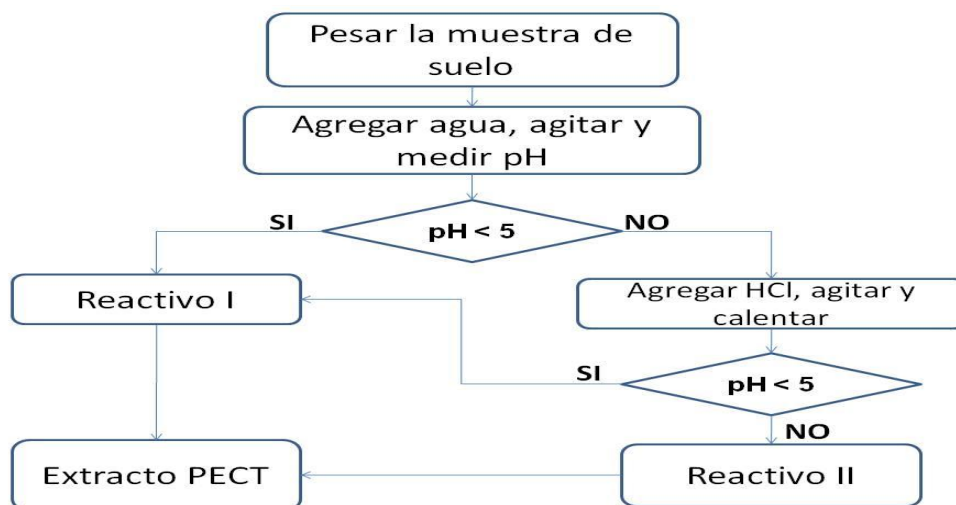 Pesar la muestra de
suelo
Agregar agua, agitar y
medir pH
SI
pH < 5
NO
Reactivo I
Agregar HCl, agitar y
calentar
SI
pH < 5
NO
Extracto PECT
Reactivo II